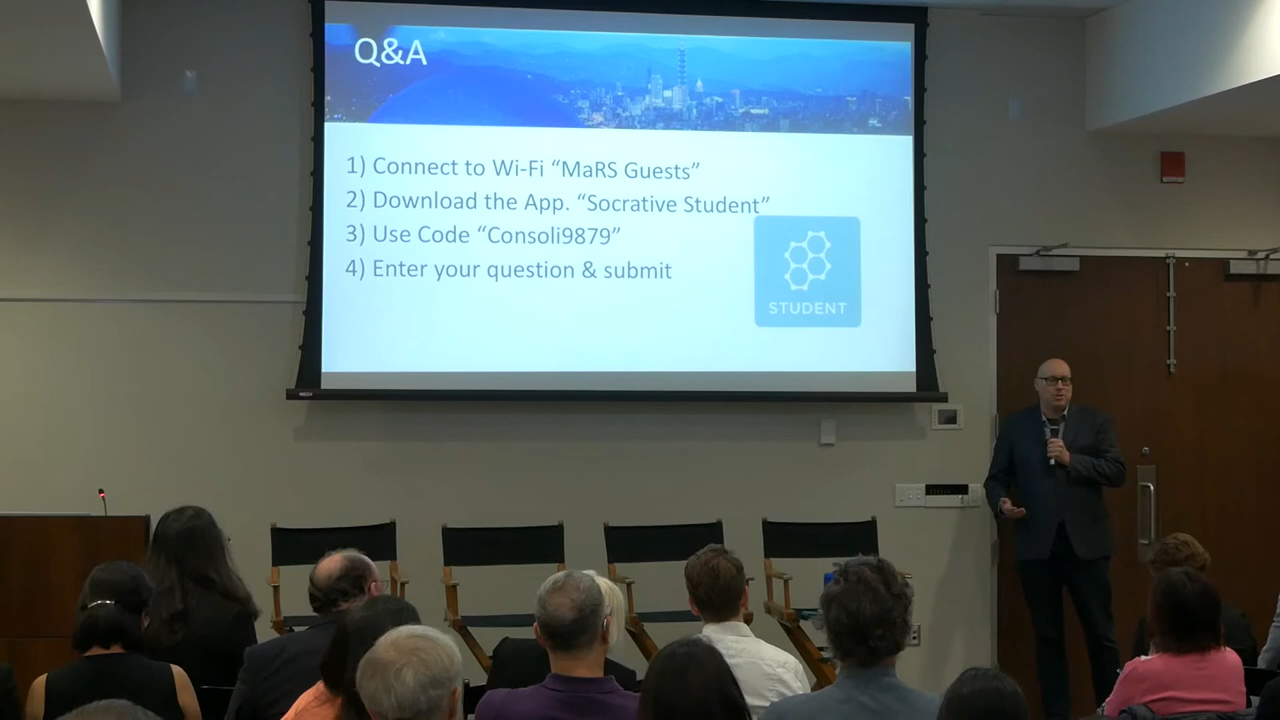 Q&A
1) Connect to Wi-Fi “MaRS Guests”
2) Download the App. “Socrative Student”
3) Use Code “Consoli9879”
4) Enter your question & submit
STUDENT